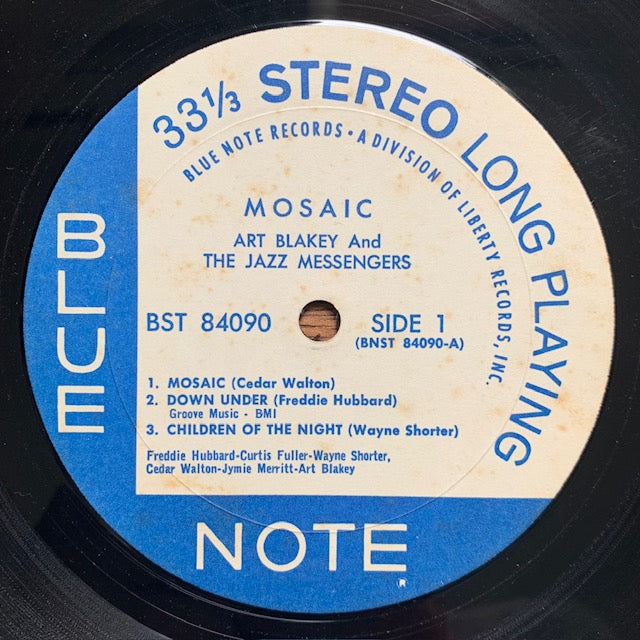 33⅓ STEREO LONG PLAYING
BLUE NOTE RECORDS • A DIVISION OF LIBERTY RECORDS, INC.
MOSAIC
ART BLAKEY And
THE JAZZ MESSENGERS
BST 84090
SIDE 1
(BNST 84090-A)
1. MOSAIC (Cedar Walton)
2. DOWN UNDER (Freddie Hubbard)
Groove Music - BMI
3. CHILDREN OF THE NIGHT (Wayne Shorter)
Freddie Hubbard-Curtis Fuller-Wayne Shorter,
Cedar Walton-Jymie Merritt-Art Blakey
BLUE
NOTE
®